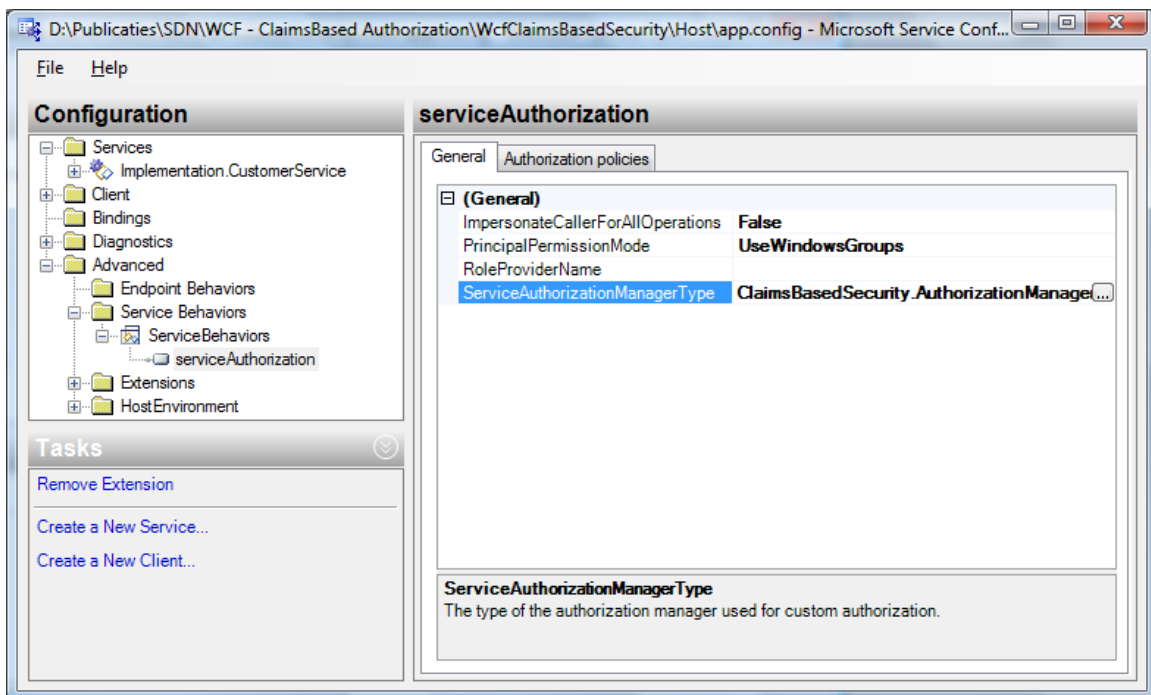 D:\Publicaties\SDN\WCF - ClaimsBased Authorization\WcfClaimsBasedSecurity\Host\app.config - Microsoft Service Conf...
File Help
Configuration
Services
Implementation.CustomerService
Client
Bindings
Diagnostics
Advanced
Endpoint Behaviors
Service Behaviors
ServiceBehaviors
serviceAuthorization
Extensions
HostEnvironment
Tasks
Remove Extension
Create a New Service...
Create a New Client...
serviceAuthorization
General Authorization policies
(General)
ImpersonateCallerForAllOperations False
PrincipalPermissionMode UseWindowsGroups
RoleProviderName
ServiceAuthorizationManagerType ClaimsBasedSecurity.AuthorizationManager ...
ServiceAuthorizationManagerType
The type of the authorization manager used for custom authorization.